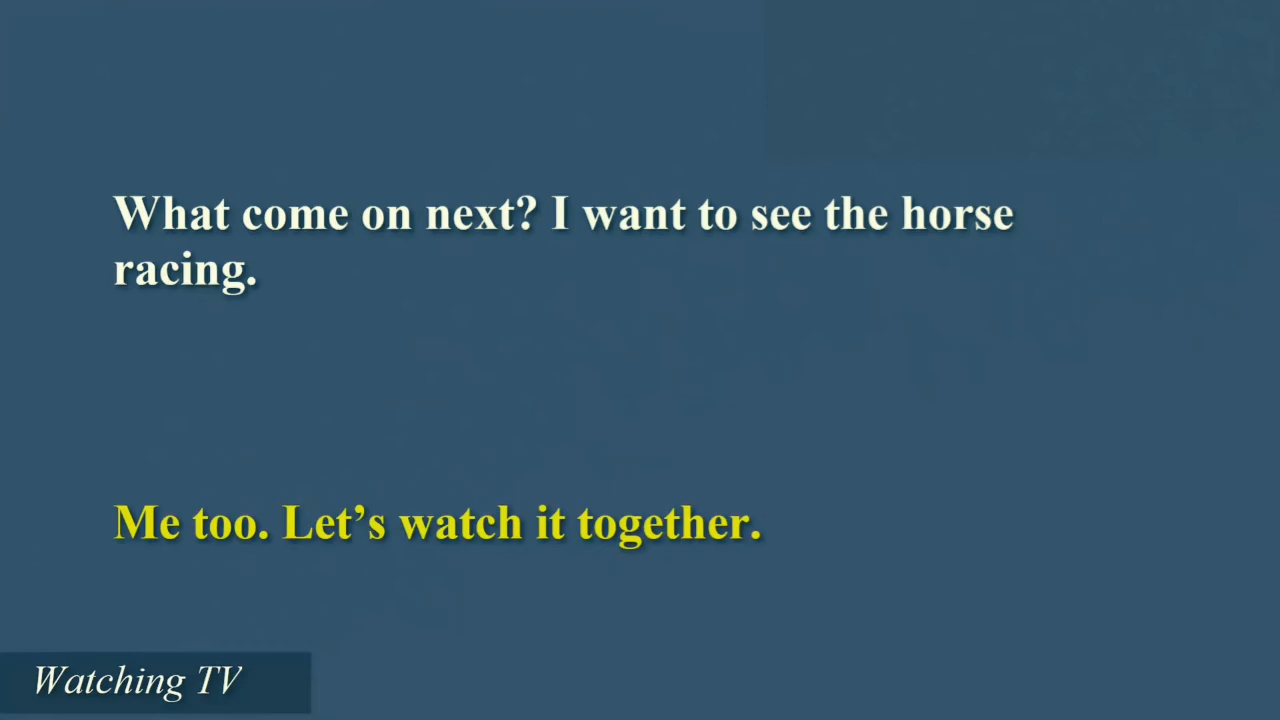 What come on next? I want to see the horse
racing.
Me too. Let’s watch it together.
Watching TV